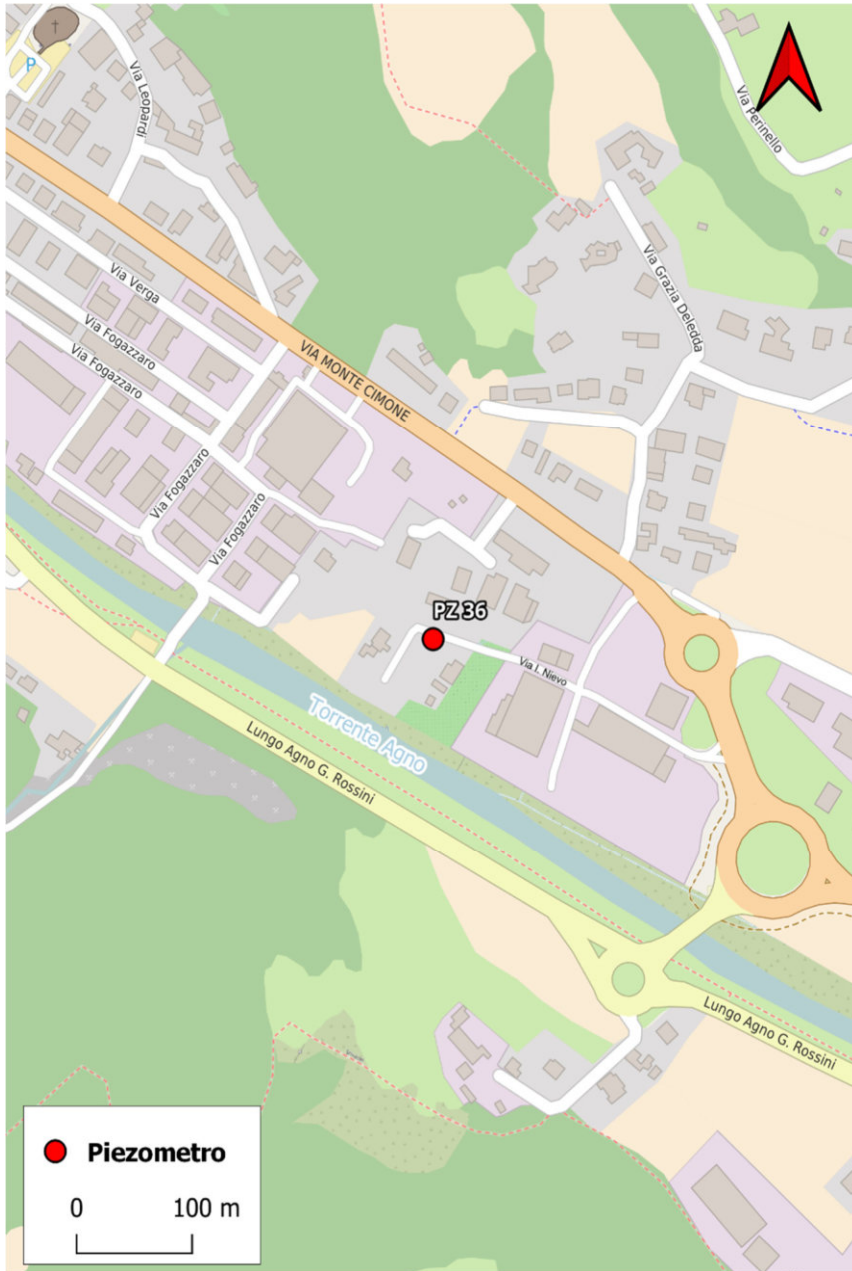 P
Via Leopardi
Via Perinello
Via Grazia Deledda
Via Verga
Via Fogazzaro
Via Fogazzaro
VIA MONTE CIMONE
Via Fogazzaro
Via Fogazzaro
PZ 36
Via I. Nievo
Torrente Agno
Lungo Agno G. Rossini
Lungo Agno G. Rossini
Piezometro
0 100 m